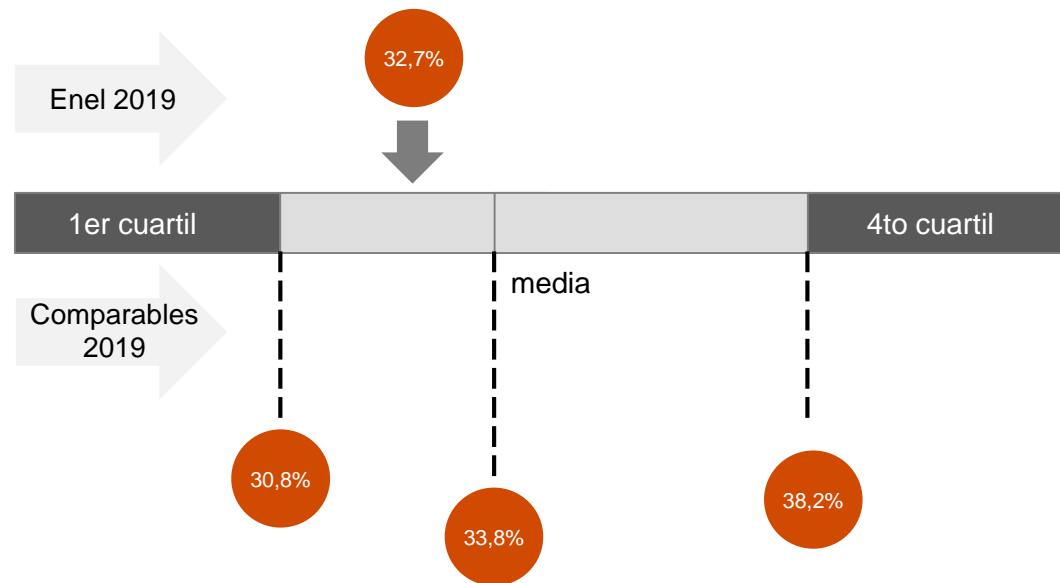 32,7%
Enel 2019
1er cuartil
4to cuartil
media
Comparables
2019
30,8%
33,8%
38,2%